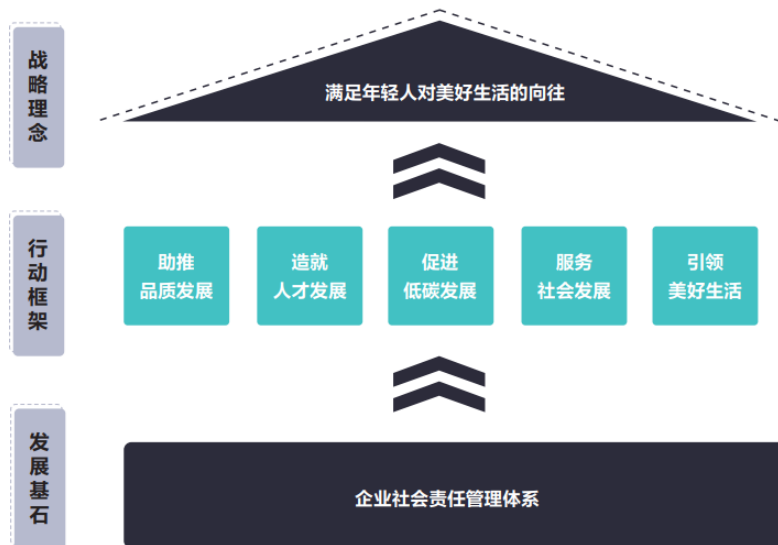 战略理念
满足年轻人对美好生活的向往
行动框架
助推
品质发展
造就
人才发展
促进
低碳发展
服务
社会发展
引领
美好生活
发展基石
企业社会责任管理体系